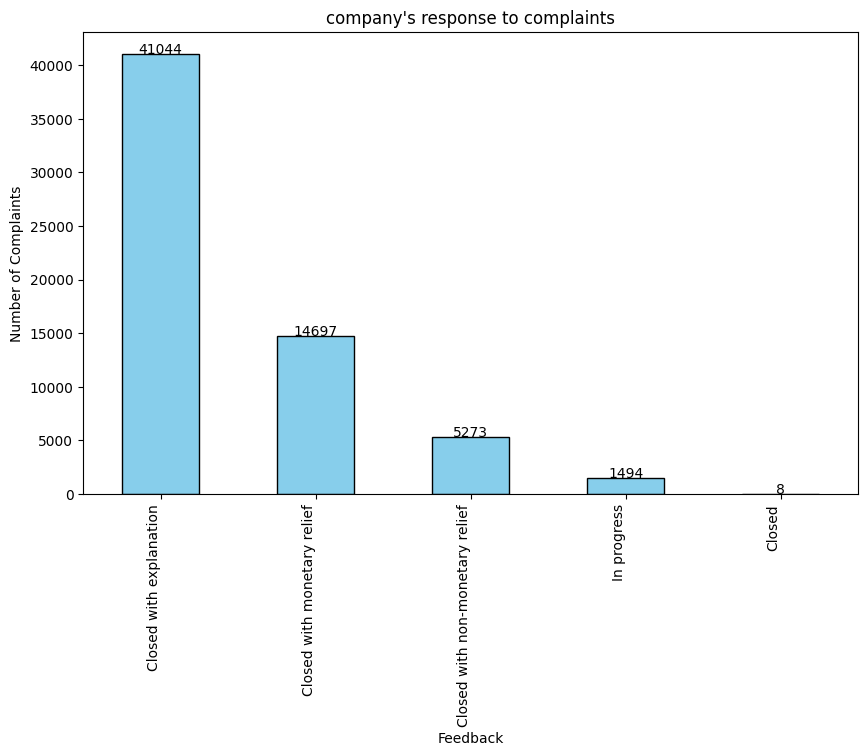 company's response to complaints
41044
14697
5273
1494
8
40000
35000
30000
25000
20000
15000
10000
5000
0
Number of Complaints
Closed with explanation
Closed with monetary relief
Closed with non-monetary relief
In progress
Closed
Feedback